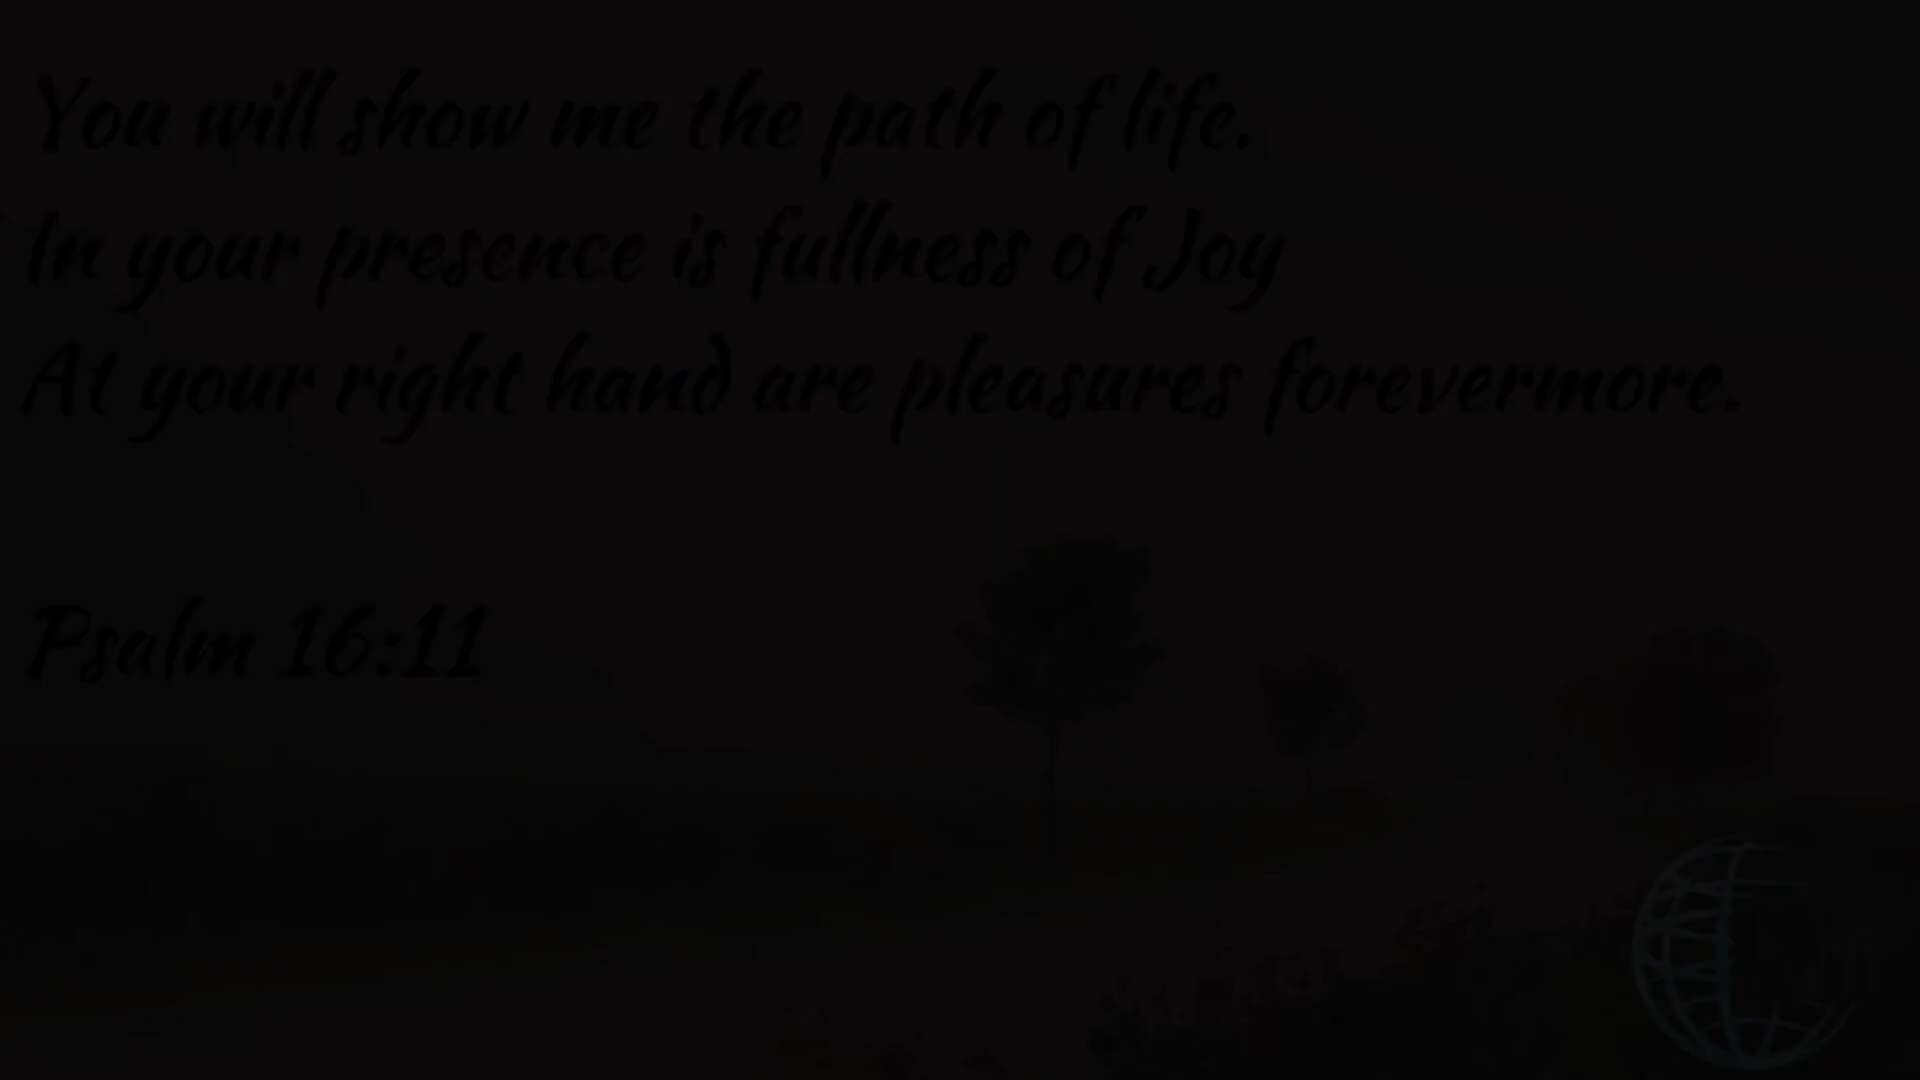 You will show me the path of life.
In your presence is fullness of Joy
At your right hand are pleasures forevermore.
Psalm 16:11